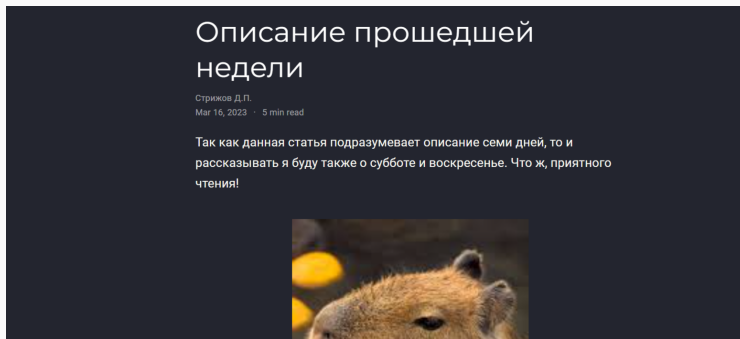 Описание прошедшей
недели
Стрижов Д.П.
Mar 16, 2023 · 5 min read
Так как данная статья подразумевает описание семи дней, то и
рассказывать я буду также о субботе и воскресенье. Что ж, приятного
чтения!